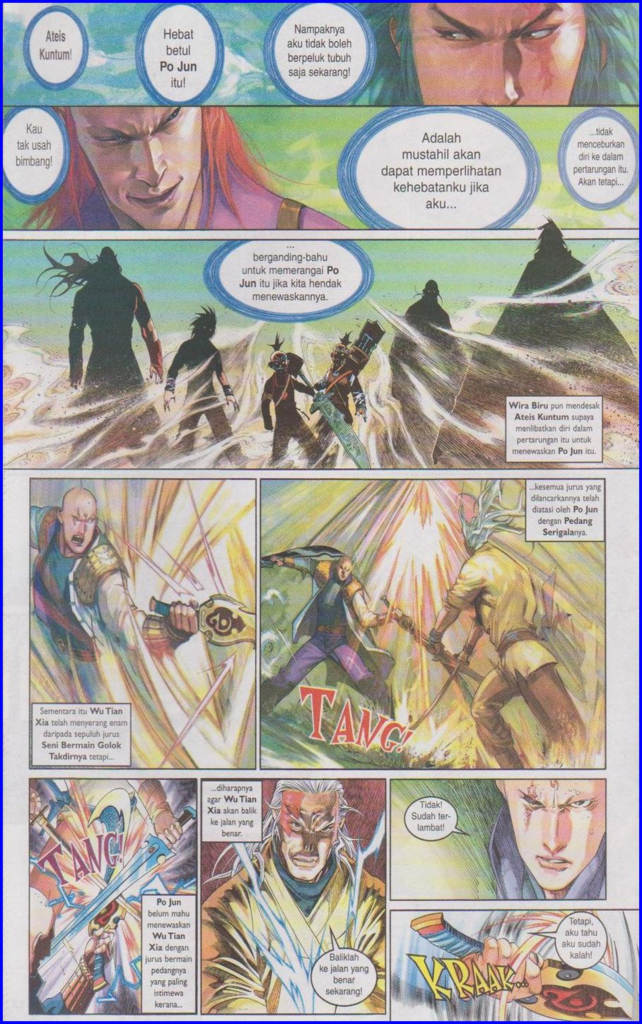 Ateis
Kuntum!
Hebat
betul
Po Jun
itu!
Nampaknya
aku tidak boleh
berpeluk tubuh
saja sekarang!
Kau
tak usah
bimbang!
Adalah
mustahil akan
dapat memperlihatan
kehebatanku jika
aku...
...tidak
menceburkan
diri ke dalam
pertarungan itu.
Akan tetapi...
...
berganding-bahu
untuk memerangai Po
Jun itu jika kita hendak
menewaskannya.
Wira Biru pun mendesak
Ateis Kuntum supaya
melibatkan diri dalam
pertarungan itu untuk
menewaskan Po Jun itu.
Sementara itu Wu Tian
Xia telah menyerang enam
daripada sepuluh jurus
Seni Bermain Golok
Takdirnya tetapi...
...kesemua jurus yang
dilancarkannya telah
diatasi oleh Po Jun
dengan Pedang
Serigalanya.
TANG!
TANG!
Po Jun
belum mahu
menewaskan
Wu Tian
Xia dengan
jurus bermain
pedangnya
yang paling
istimewa
kerana...
...diharapnya
agar Wu Tian
Xia akan balik
ke jalan yang
benar.
Baliklah
ke jalan yang
benar
sekarang!
Tidak!
Sudah ter-
lambat!
Tetapi,
aku tahu
aku sudah
kalah!
KRAAK...